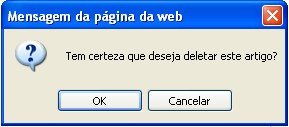 Mensagem da página da web
Tem certeza que deseja deletar este artigo?
OK
Cancelar